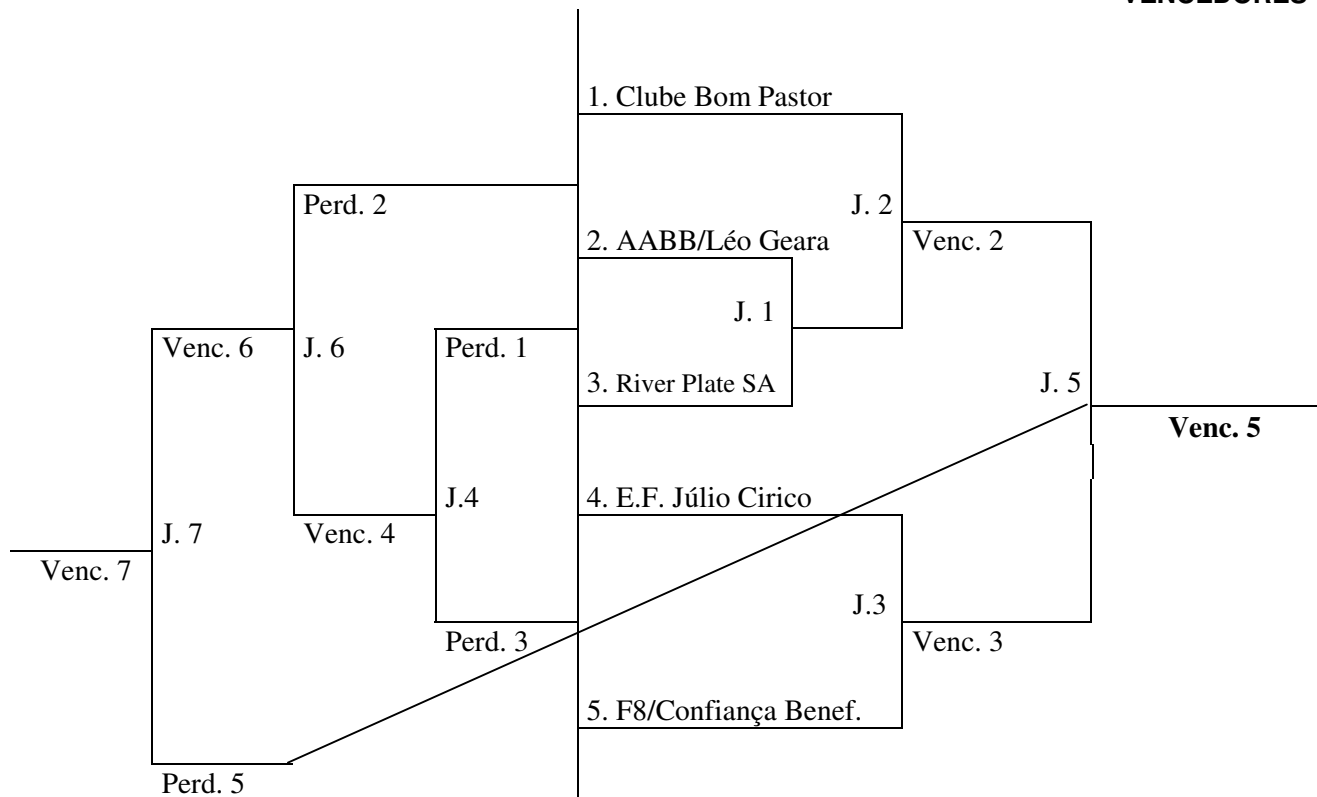 VENCEDORES
1. Clube Bom Pastor
Perd. 2
J. 2
2. AABB/Léo Geara
Venc. 2
J. 1
Venc. 6
J. 6
Perd. 1
3. River Plate SA
J. 5
Venc. 5
J.4
4. E.F. Júlio Cirico
J. 7
Venc. 4
Venc. 7
J.3
Perd. 3
Venc. 3
5. F8/Confiança Benef.
Perd. 5